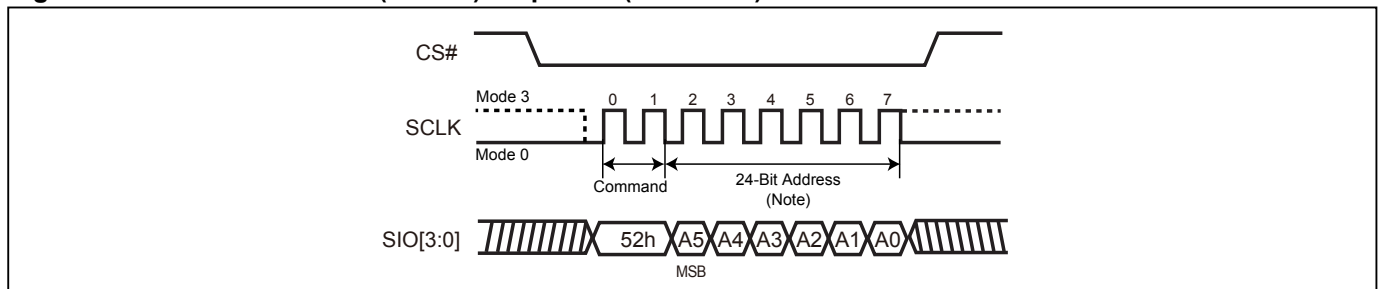 CS#
Mode 3
0 1 2 3 4 5 6 7
SCLK
Mode 0
Command
24-Bit Address
(Note)
SIO[3:0]
52h A5 A4 A3 A2 A1 A0
MSB